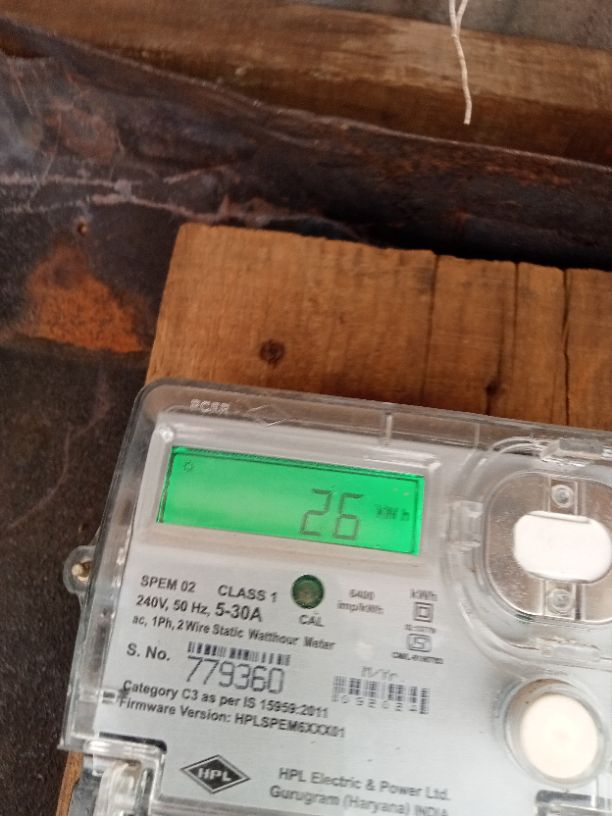 26 kWh
SPEM 02 CLASS 1 6400 kWh
240V, 50 Hz, 5-30A CAL imp/kWh
ac, 1Ph, 2 Wire Static Watthour Meter
S. No. M/Yr.
779360
Category C3 as per IS 15959:2011
Firmware Version: HPLSPEM6XXX01
HPL
HPL Electric & Power Ltd.
Gurugram (Haryana) INDIA